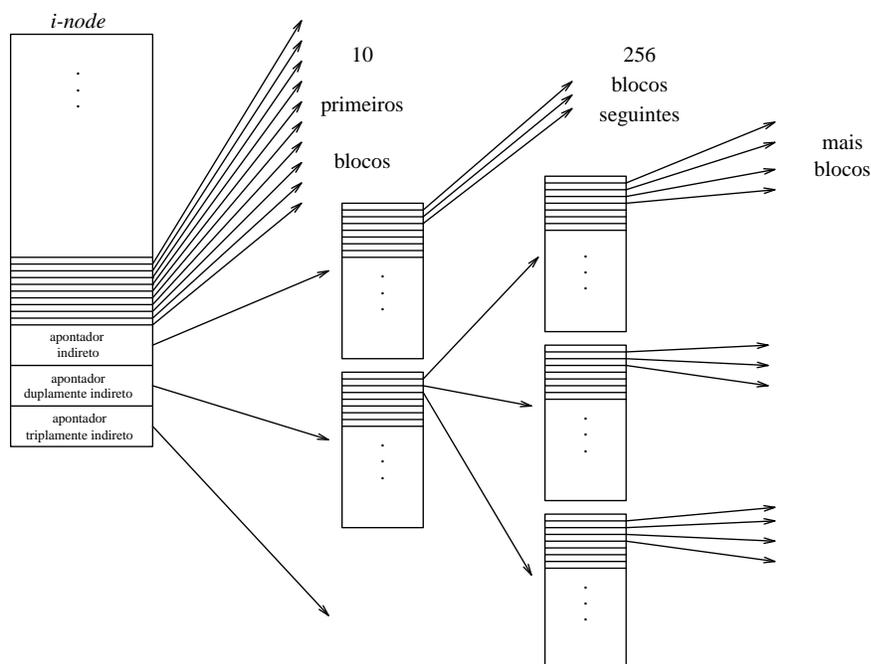 i-node
10
primeiros
blocos
256
blocos
seguintes
mais
blocos
apontador
indireto
apontador
duplamente indireto
apontador
triplamente indireto